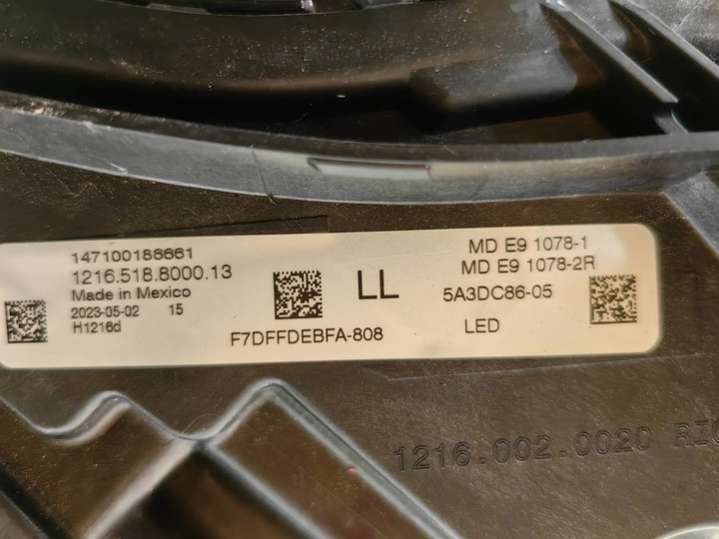 147100188661
1216.518.8000.13
Made in Mexico
2023-05-02 15
H1216d
F7DFFDEBFA-808
LL
MD E9 1078-1
MD E9 1078-2R
5A3DC86-05
LED
1216.002.0020